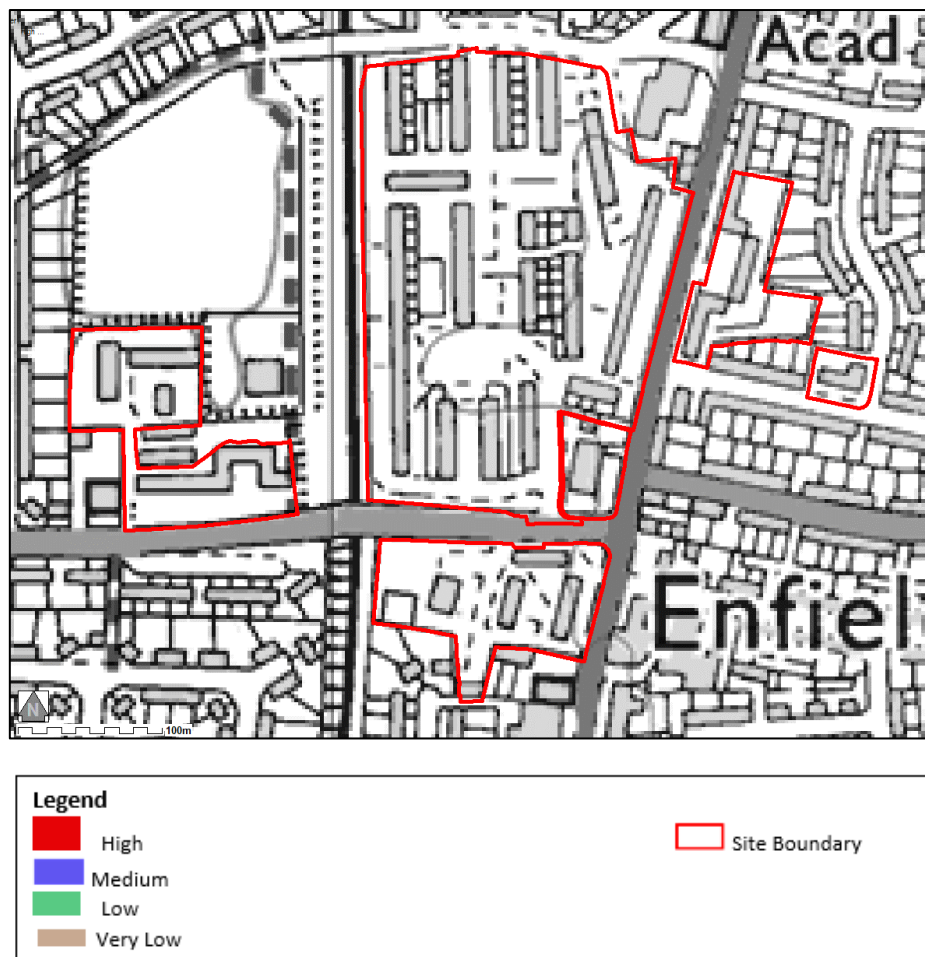 Acad
Enfiel
N
100m
Legend
High
Medium
Low
Very Low
Site Boundary